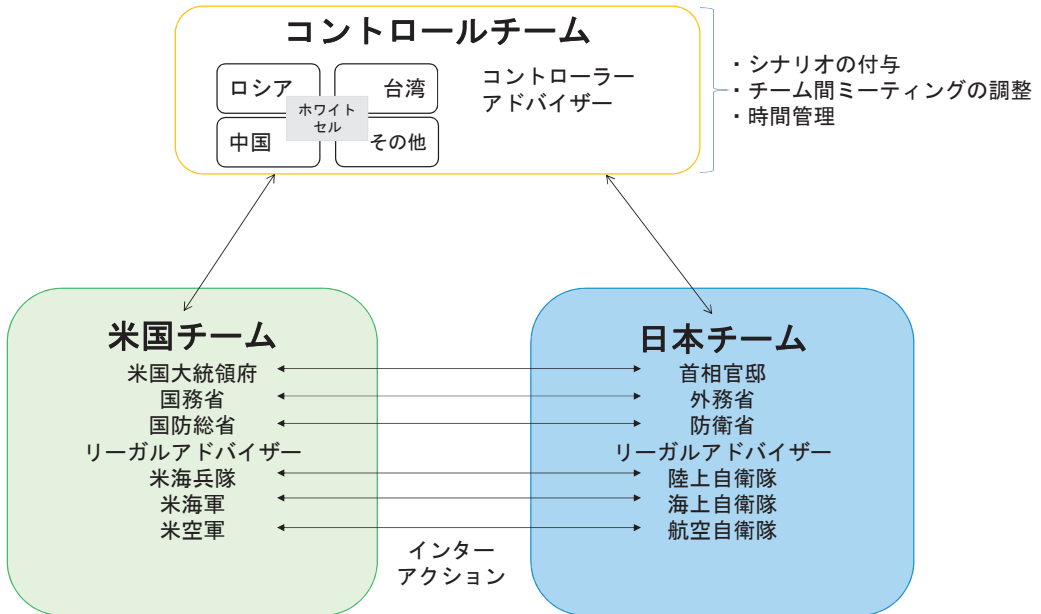 コントロールチーム
ロシア
台湾
ホワイト
セル
中国
その他
コントローラー
アドバイザー
・シナリオの付与
・チーム間ミーティングの調整
・時間管理
米国チーム
米国大統領府
国務省
国防総省
リーガルアドバイザー
米海兵隊
米海軍
米空軍
日本チーム
首相官邸
外務省
防衛省
リーガルアドバイザー
陸上自衛隊
海上自衛隊
航空自衛隊
インター
アクション